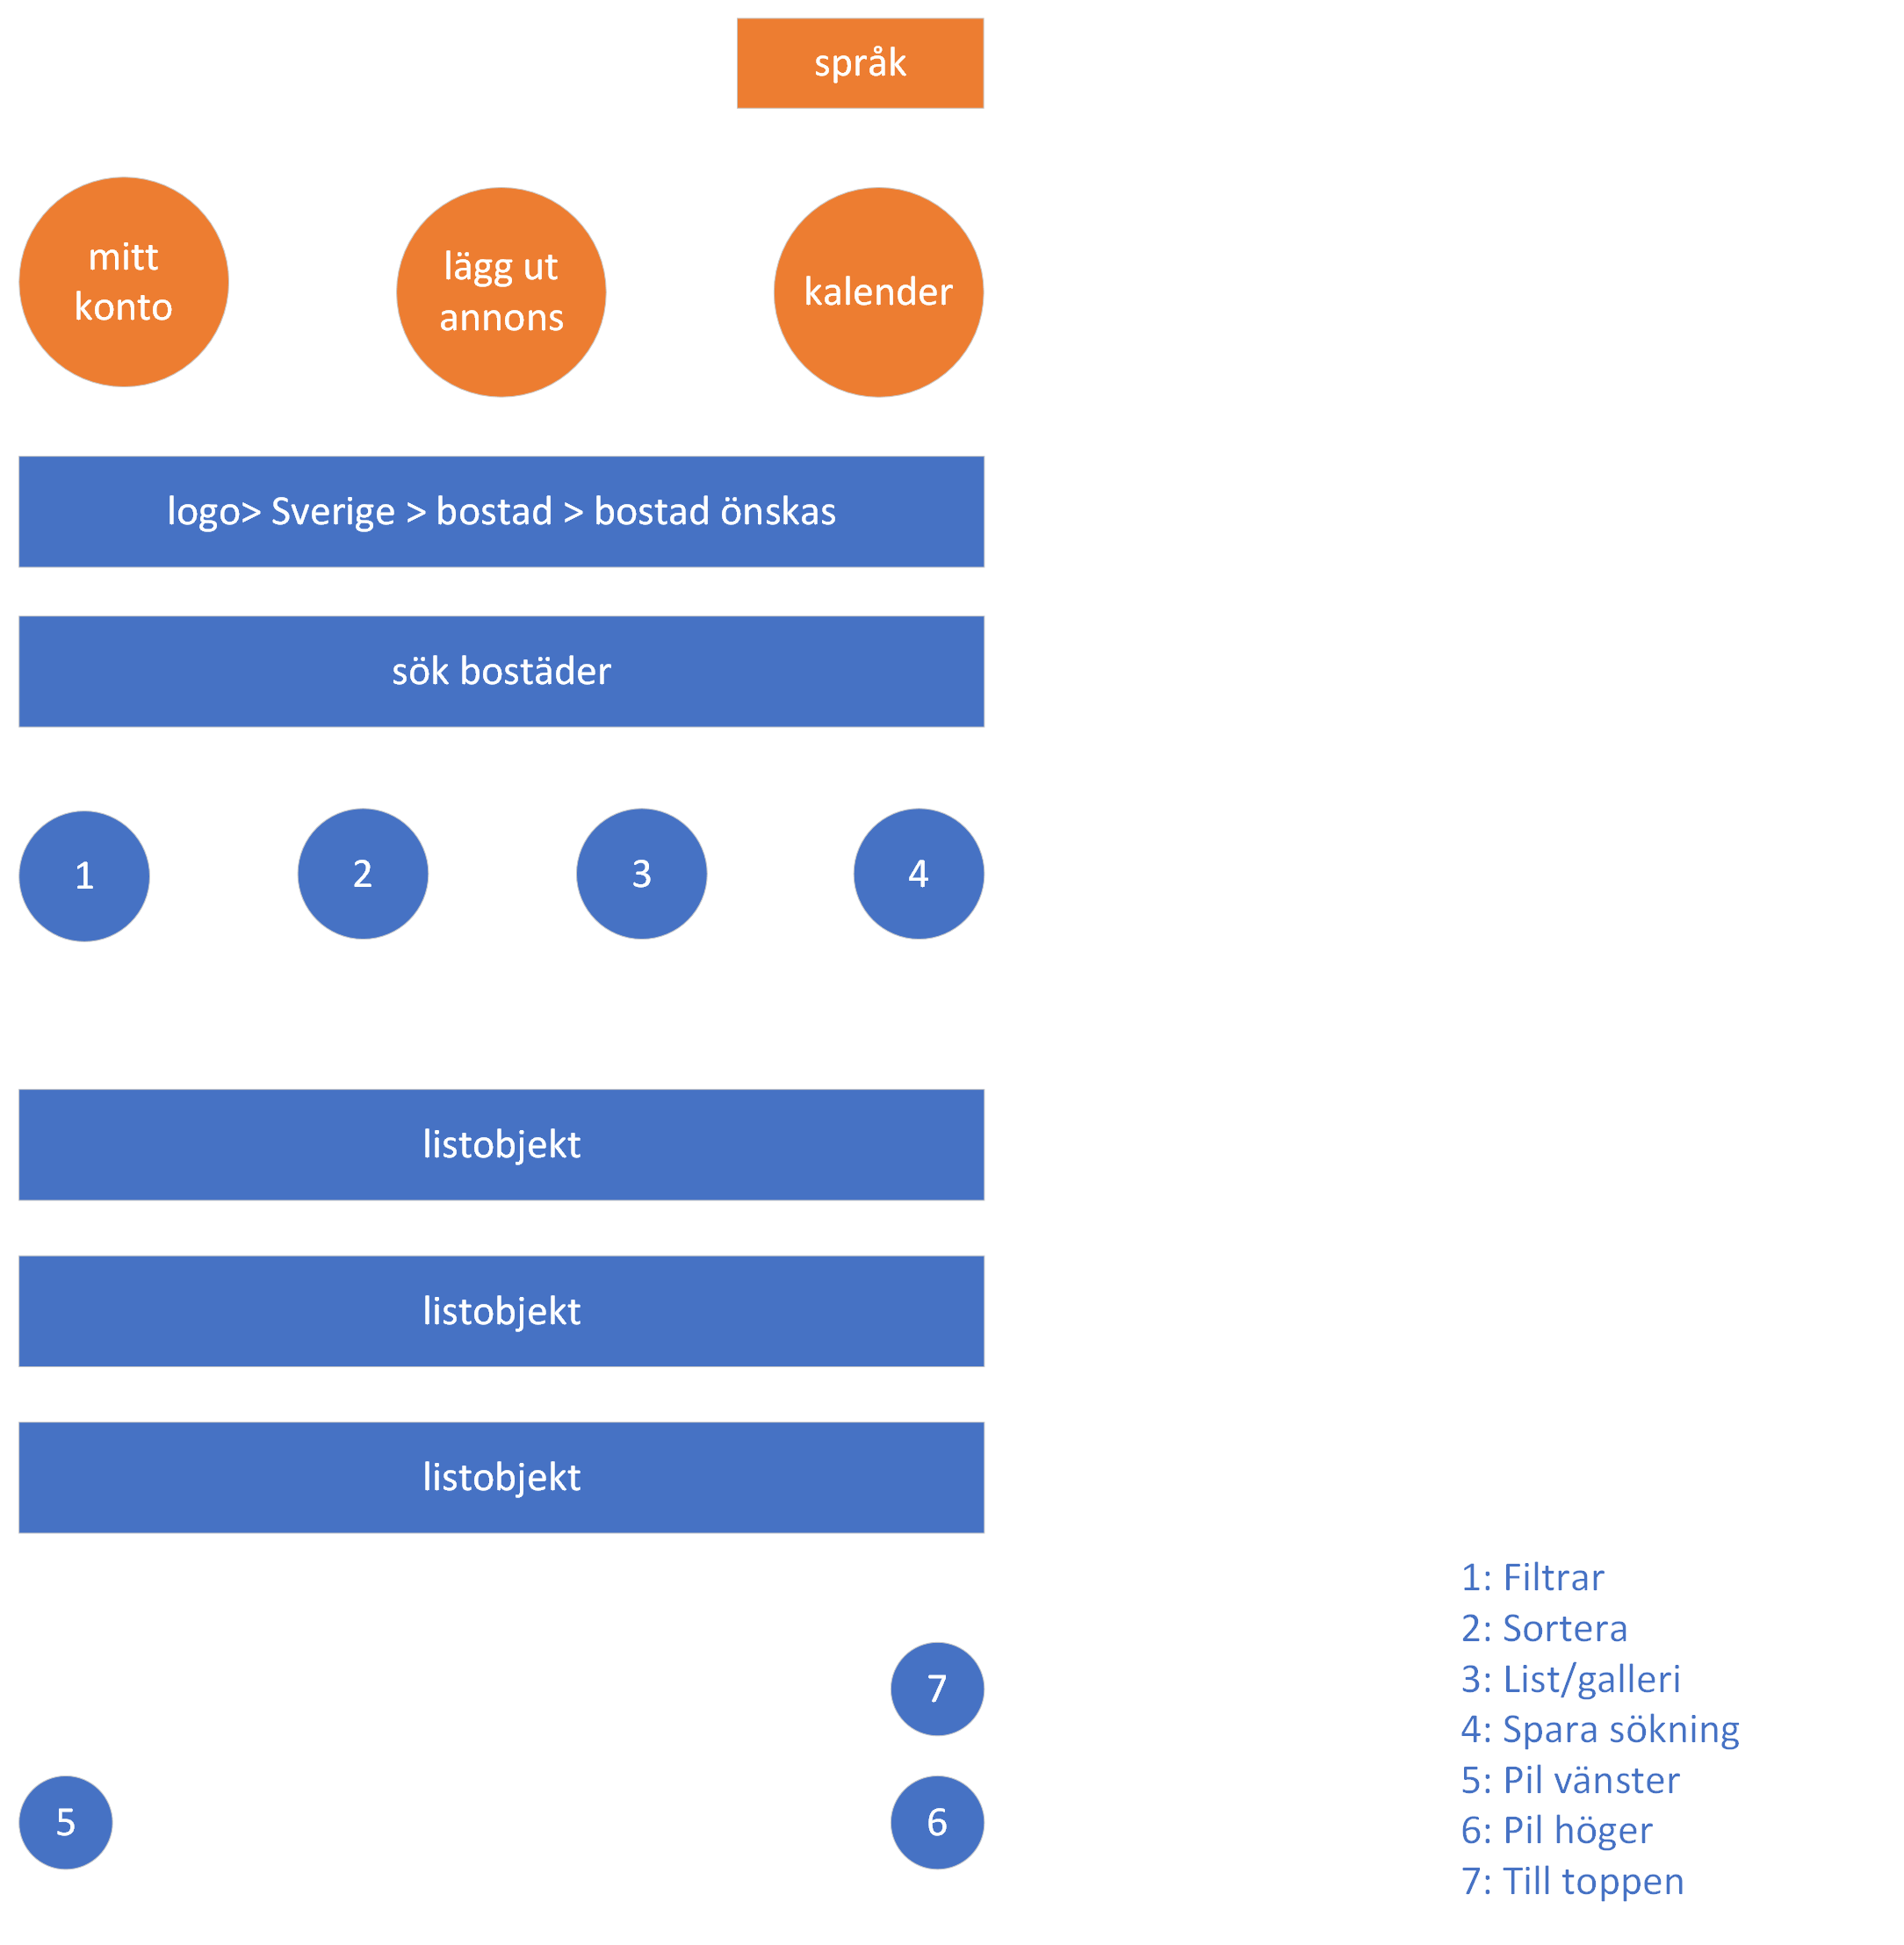 språk
mitt
konto
lägg ut
annons
kalender
logo> Sverige > bostad > bostad önskas
sök bostäder
1
2
3
4
listobjekt
listobjekt
listobjekt
7
5
6
1: Filtrar
2: Sortera
3: List/galleri
4: Spara sökning
5: Pil vänster
6: Pil höger
7: Till toppen